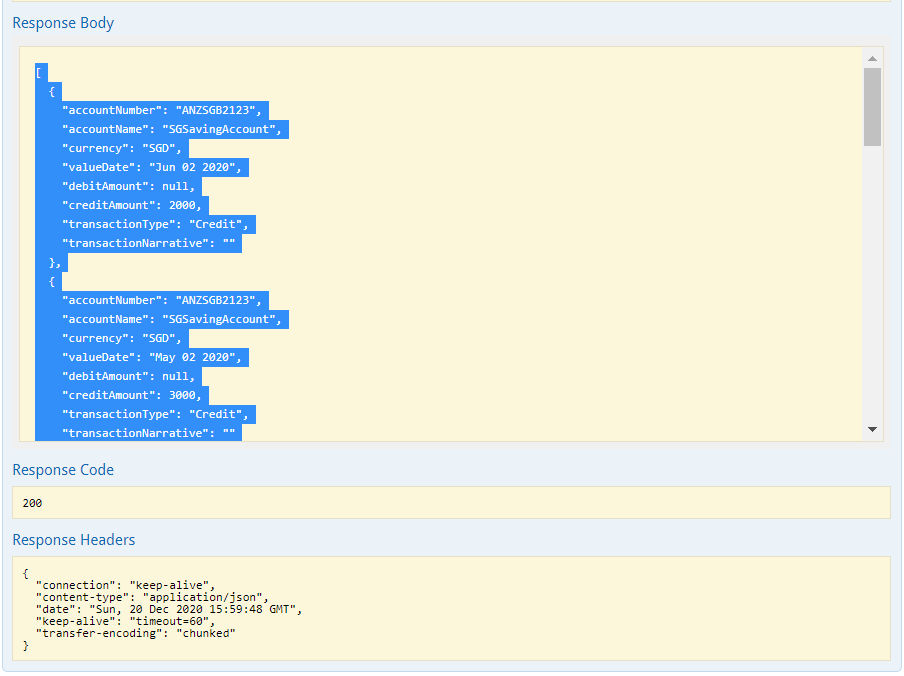 Response Body
[
  {
    "accountNumber": "ANZSGB2123",
    "accountName": "SGSavingAccount",
    "currency": "SGD",
    "valueDate": "Jun 02 2020",
    "debitAmount": null,
    "creditAmount": 2000,
    "transactionType": "Credit",
    "transactionNarrative": ""
  },
  {
    "accountNumber": "ANZSGB2123",
    "accountName": "SGSavingAccount",
    "currency": "SGD",
    "valueDate": "May 02 2020",
    "debitAmount": null,
    "creditAmount": 3000,
    "transactionType": "Credit",
    "transactionNarrative": ""
Response Code
200
Response Headers
{
  "connection": "keep-alive",
  "content-type": "application/json",
  "date": "Sun, 20 Dec 2020 15:59:48 GMT",
  "keep-alive": "timeout=60",
  "transfer-encoding": "chunked"
}